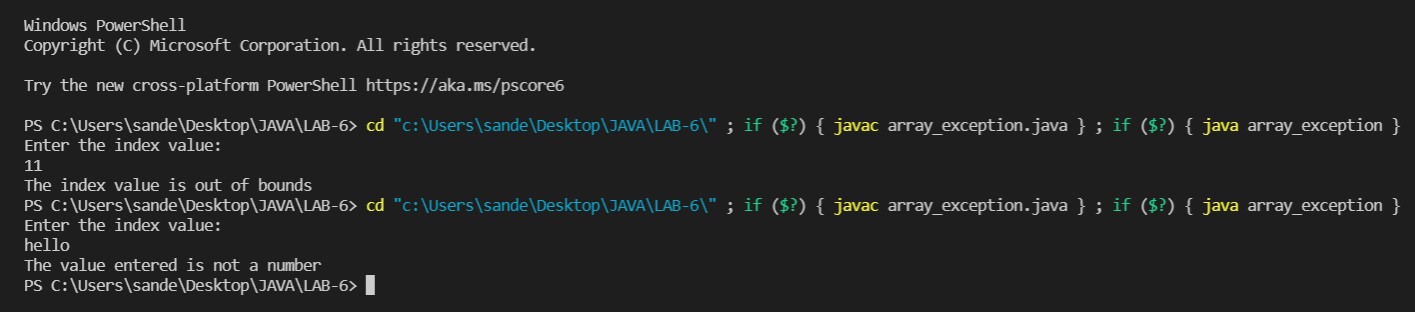 Windows PowerShell
Copyright (C) Microsoft Corporation. All rights reserved.
Try the new cross-platform PowerShell https://aka.ms/pscore6
PS C:\Users\sande\Desktop\JAVA\LAB-6> cd "c:\Users\sande\Desktop\JAVA\LAB-6\" ; if ($?) { javac array_exception.java } ; if ($?) { java array_exception }
Enter the index value:
11
The index value is out of bounds
PS C:\Users\sande\Desktop\JAVA\LAB-6> cd "c:\Users\sande\Desktop\JAVA\LAB-6\" ; if ($?) { javac array_exception.java } ; if ($?) { java array_exception }
Enter the index value:
hello
The value entered is not a number
PS C:\Users\sande\Desktop\JAVA\LAB-6>